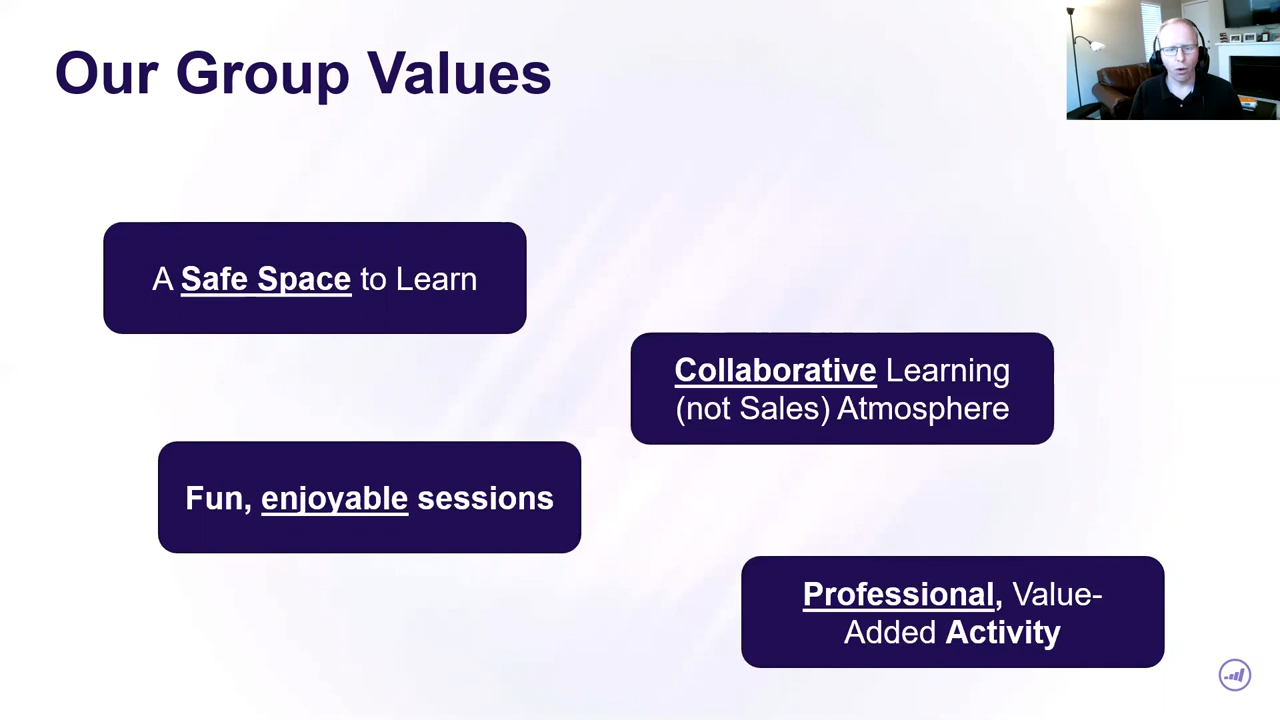 Our Group Values
A Safe Space to Learn
Collaborative Learning
(not Sales) Atmosphere
Fun, enjoyable sessions
Professional, Value-
Added Activity